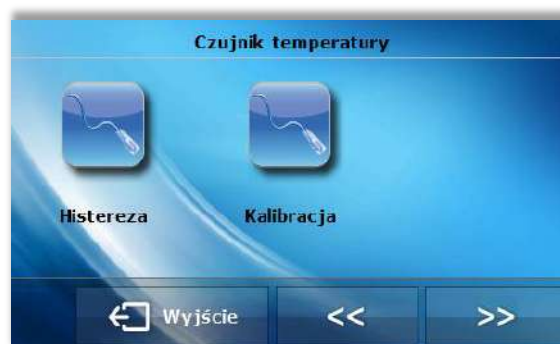 Czujnik temperatury
Histereza Kalibracja
Wyjście << >>